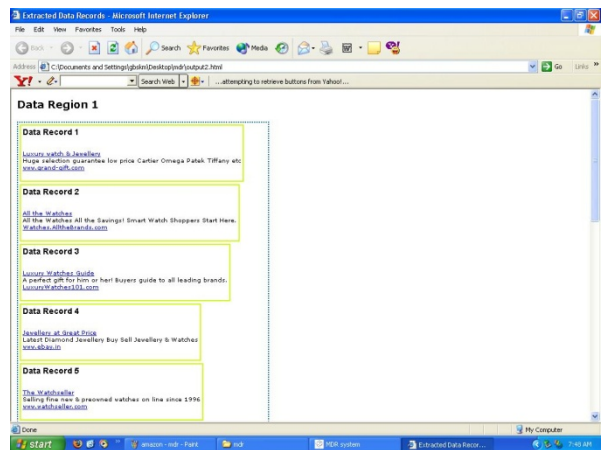 Extracted Data Records - Microsoft Internet Explorer
File Edit View Favorites Tools Help
Back Search Favorites Media
Address C:\Documents and Settings\jgbskm\Desktop\mdr\output2.html Go Links »
Y! Search Web ...attempting to retrieve buttons from Yahoo!...
Data Region 1
Data Record 1
Luxury watch & Jewellery
Huge selection guarantee low price Cartier Omega Patek Tiffany etc
www.grand-gift.com
Data Record 2
All the Watches
All the Watches All the Savings! Smart Watch Shoppers Start Here.
Watches.AlltheBrands.com
Data Record 3
Luxury Watches Guide
A perfect gift for him or her! Buyers guide to all leading brands.
LuxuryWatches101.com
Data Record 4
Jewellery at Great Price
Latest Diamond Jewellery Buy Sell Jewellery & Watches
www.ebay.in
Data Record 5
The Watchseller
Selling fine new & preowned watches on line since 1996
www.watchseller.com
Done My Computer
start amazon - mdr - Paint mdr MDR system Extracted Data Recor... 7:40 AM